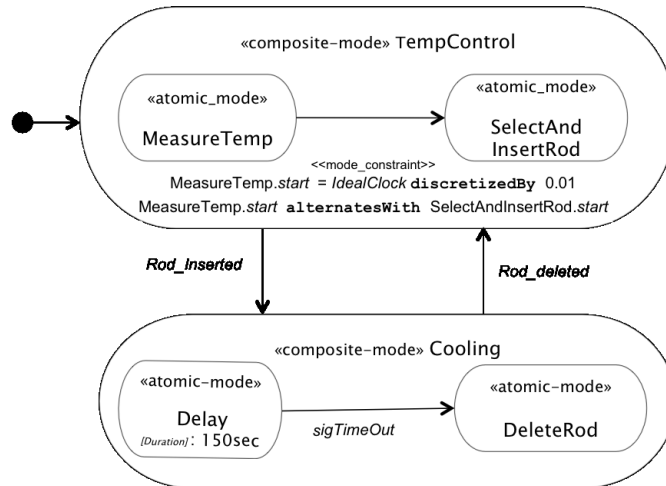 «composite-mode» TempControl
«atomic_mode»
MeasureTemp
«atomic_mode»
SelectAnd
InsertRod
<<mode_constraint>>
MeasureTemp.start = IdealClock discretizedBy 0.01
MeasureTemp.start alternatesWith SelectAndInsertRod.start
Rod_Inserted
Rod_deleted
«composite-mode» Cooling
«atomic-mode»
Delay
[Duration] : 150sec
sigTimeOut
«atomic-mode»
DeleteRod